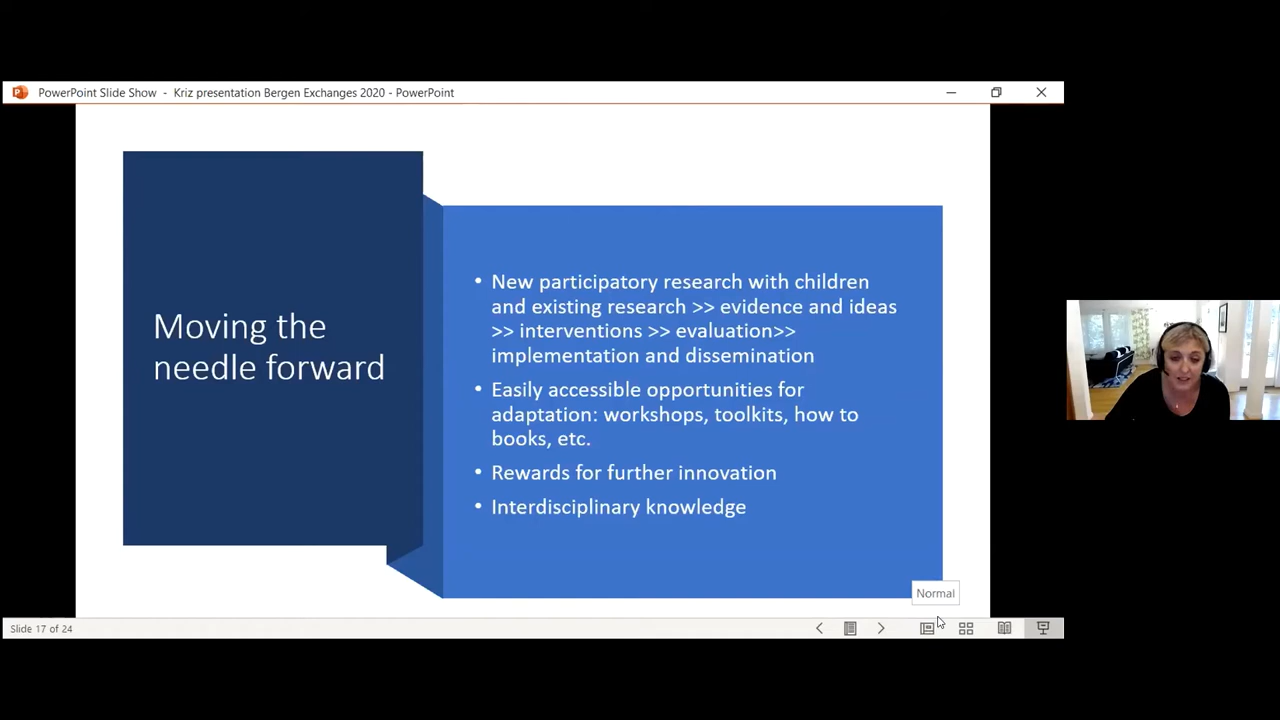 PowerPoint Slide Show - Kriz presentation Bergen Exchanges 2020 - PowerPoint
Moving the
needle forward
• New participatory research with children
and existing research >> evidence and ideas
>> interventions >> evaluation>>
implementation and dissemination
• Easily accessible opportunities for
adaptation: workshops, toolkits, how to
books, etc.
• Rewards for further innovation
• Interdisciplinary knowledge
Normal
Slide 17 of 24